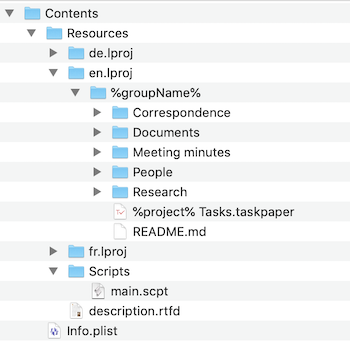 Contents
Resources
de.lproj
en.lproj
%groupName%
Correspondence
Documents
Meeting minutes
People
Research
%project% Tasks.taskpaper
README.md
fr.lproj
Scripts
main.scpt
description.rtfd
Info.plist